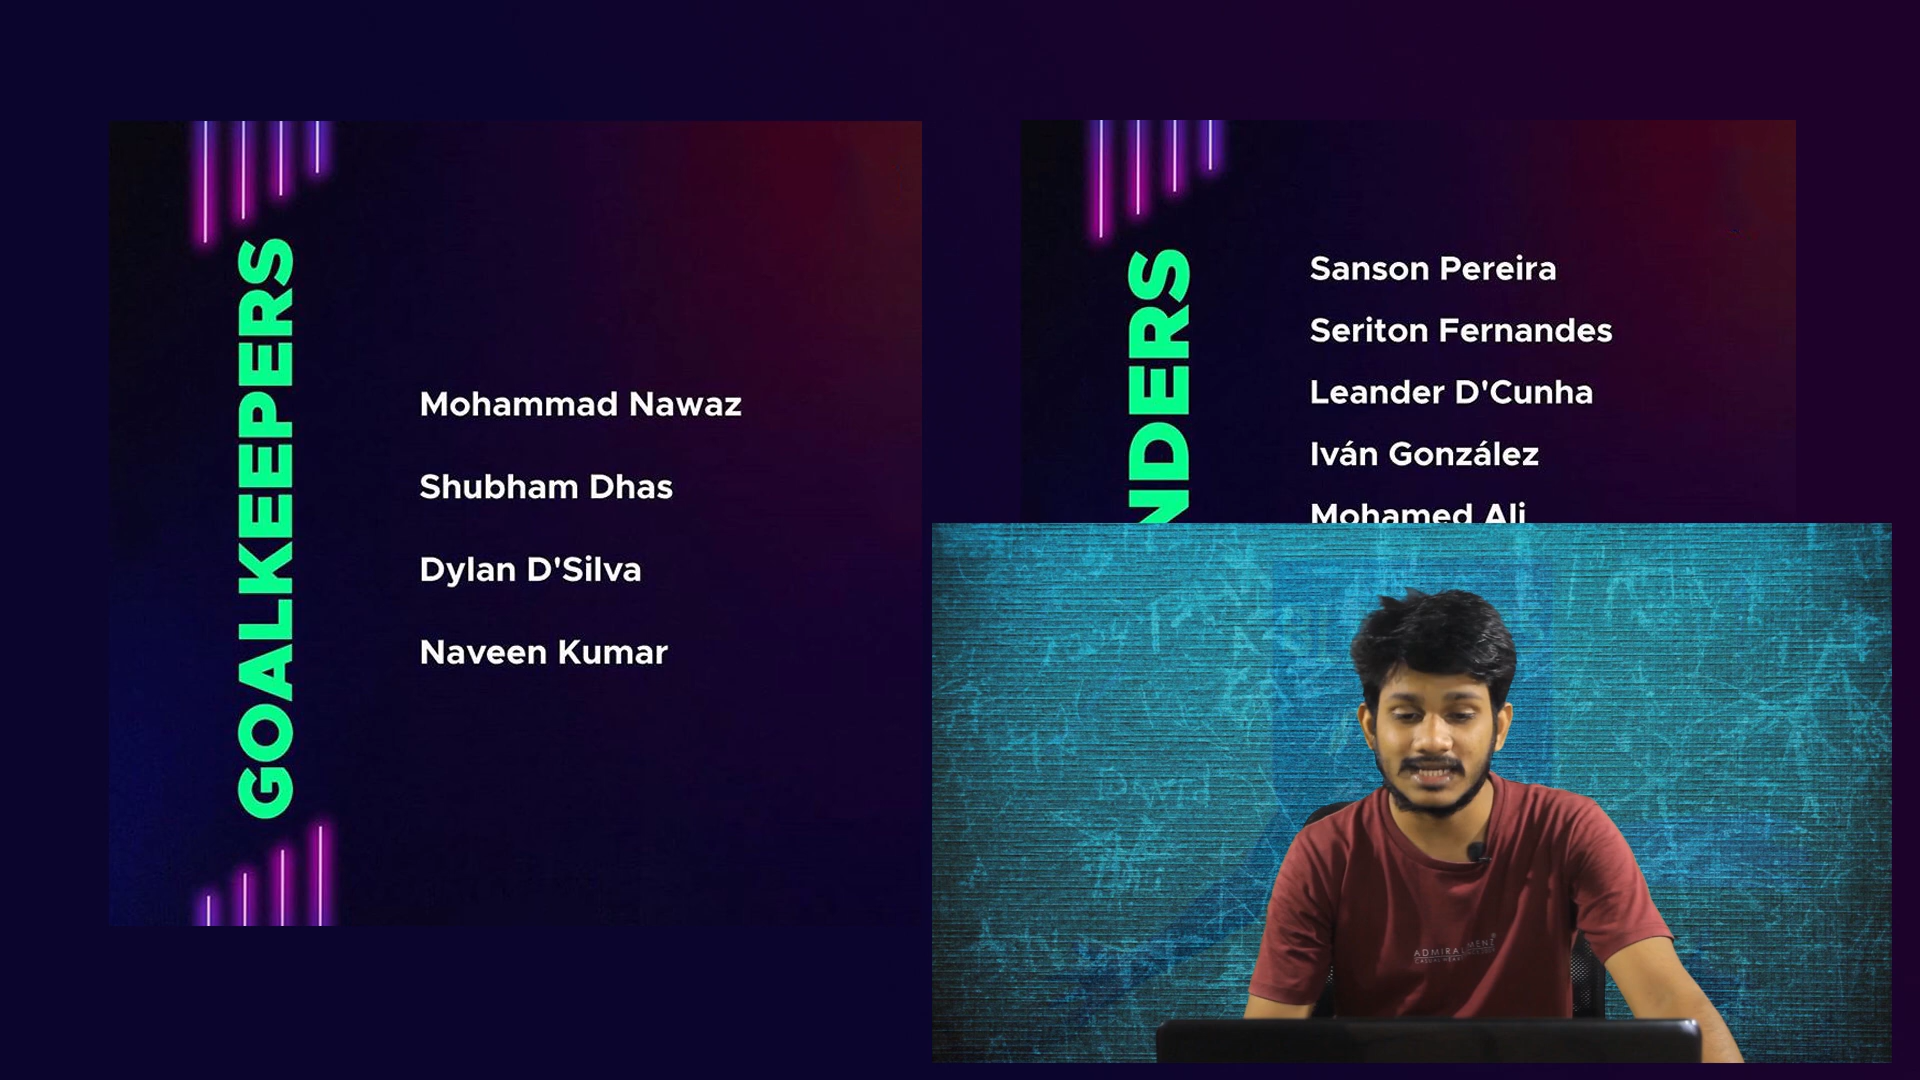 GOALKEEPERS
Mohammad Nawaz
Shubham Dhas
Dylan D'Silva
Naveen Kumar
NDERS
Sanson Pereira
Seriton Fernandes
Leander D'Cunha
Iván González
Mohamed Ali
ADMIRALMENZ